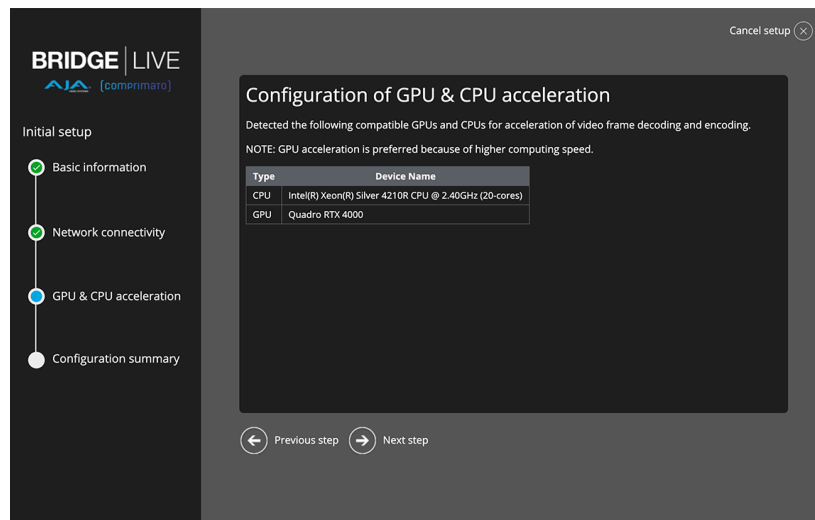 Cancel setup
BRIDGE LIVE
AJA [comprimato]
Initial setup
Basic information
Network connectivity
GPU & CPU acceleration
Configuration summary
Configuration of GPU & CPU acceleration
Detected the following compatible GPUs and CPUs for acceleration of video frame decoding and encoding.
NOTE: GPU acceleration is preferred because of higher computing speed.
Type Device Name
CPU Intel(R) Xeon(R) Silver 4210R CPU @ 2.40GHz (20-cores)
GPU Quadro RTX 4000
Previous step Next step